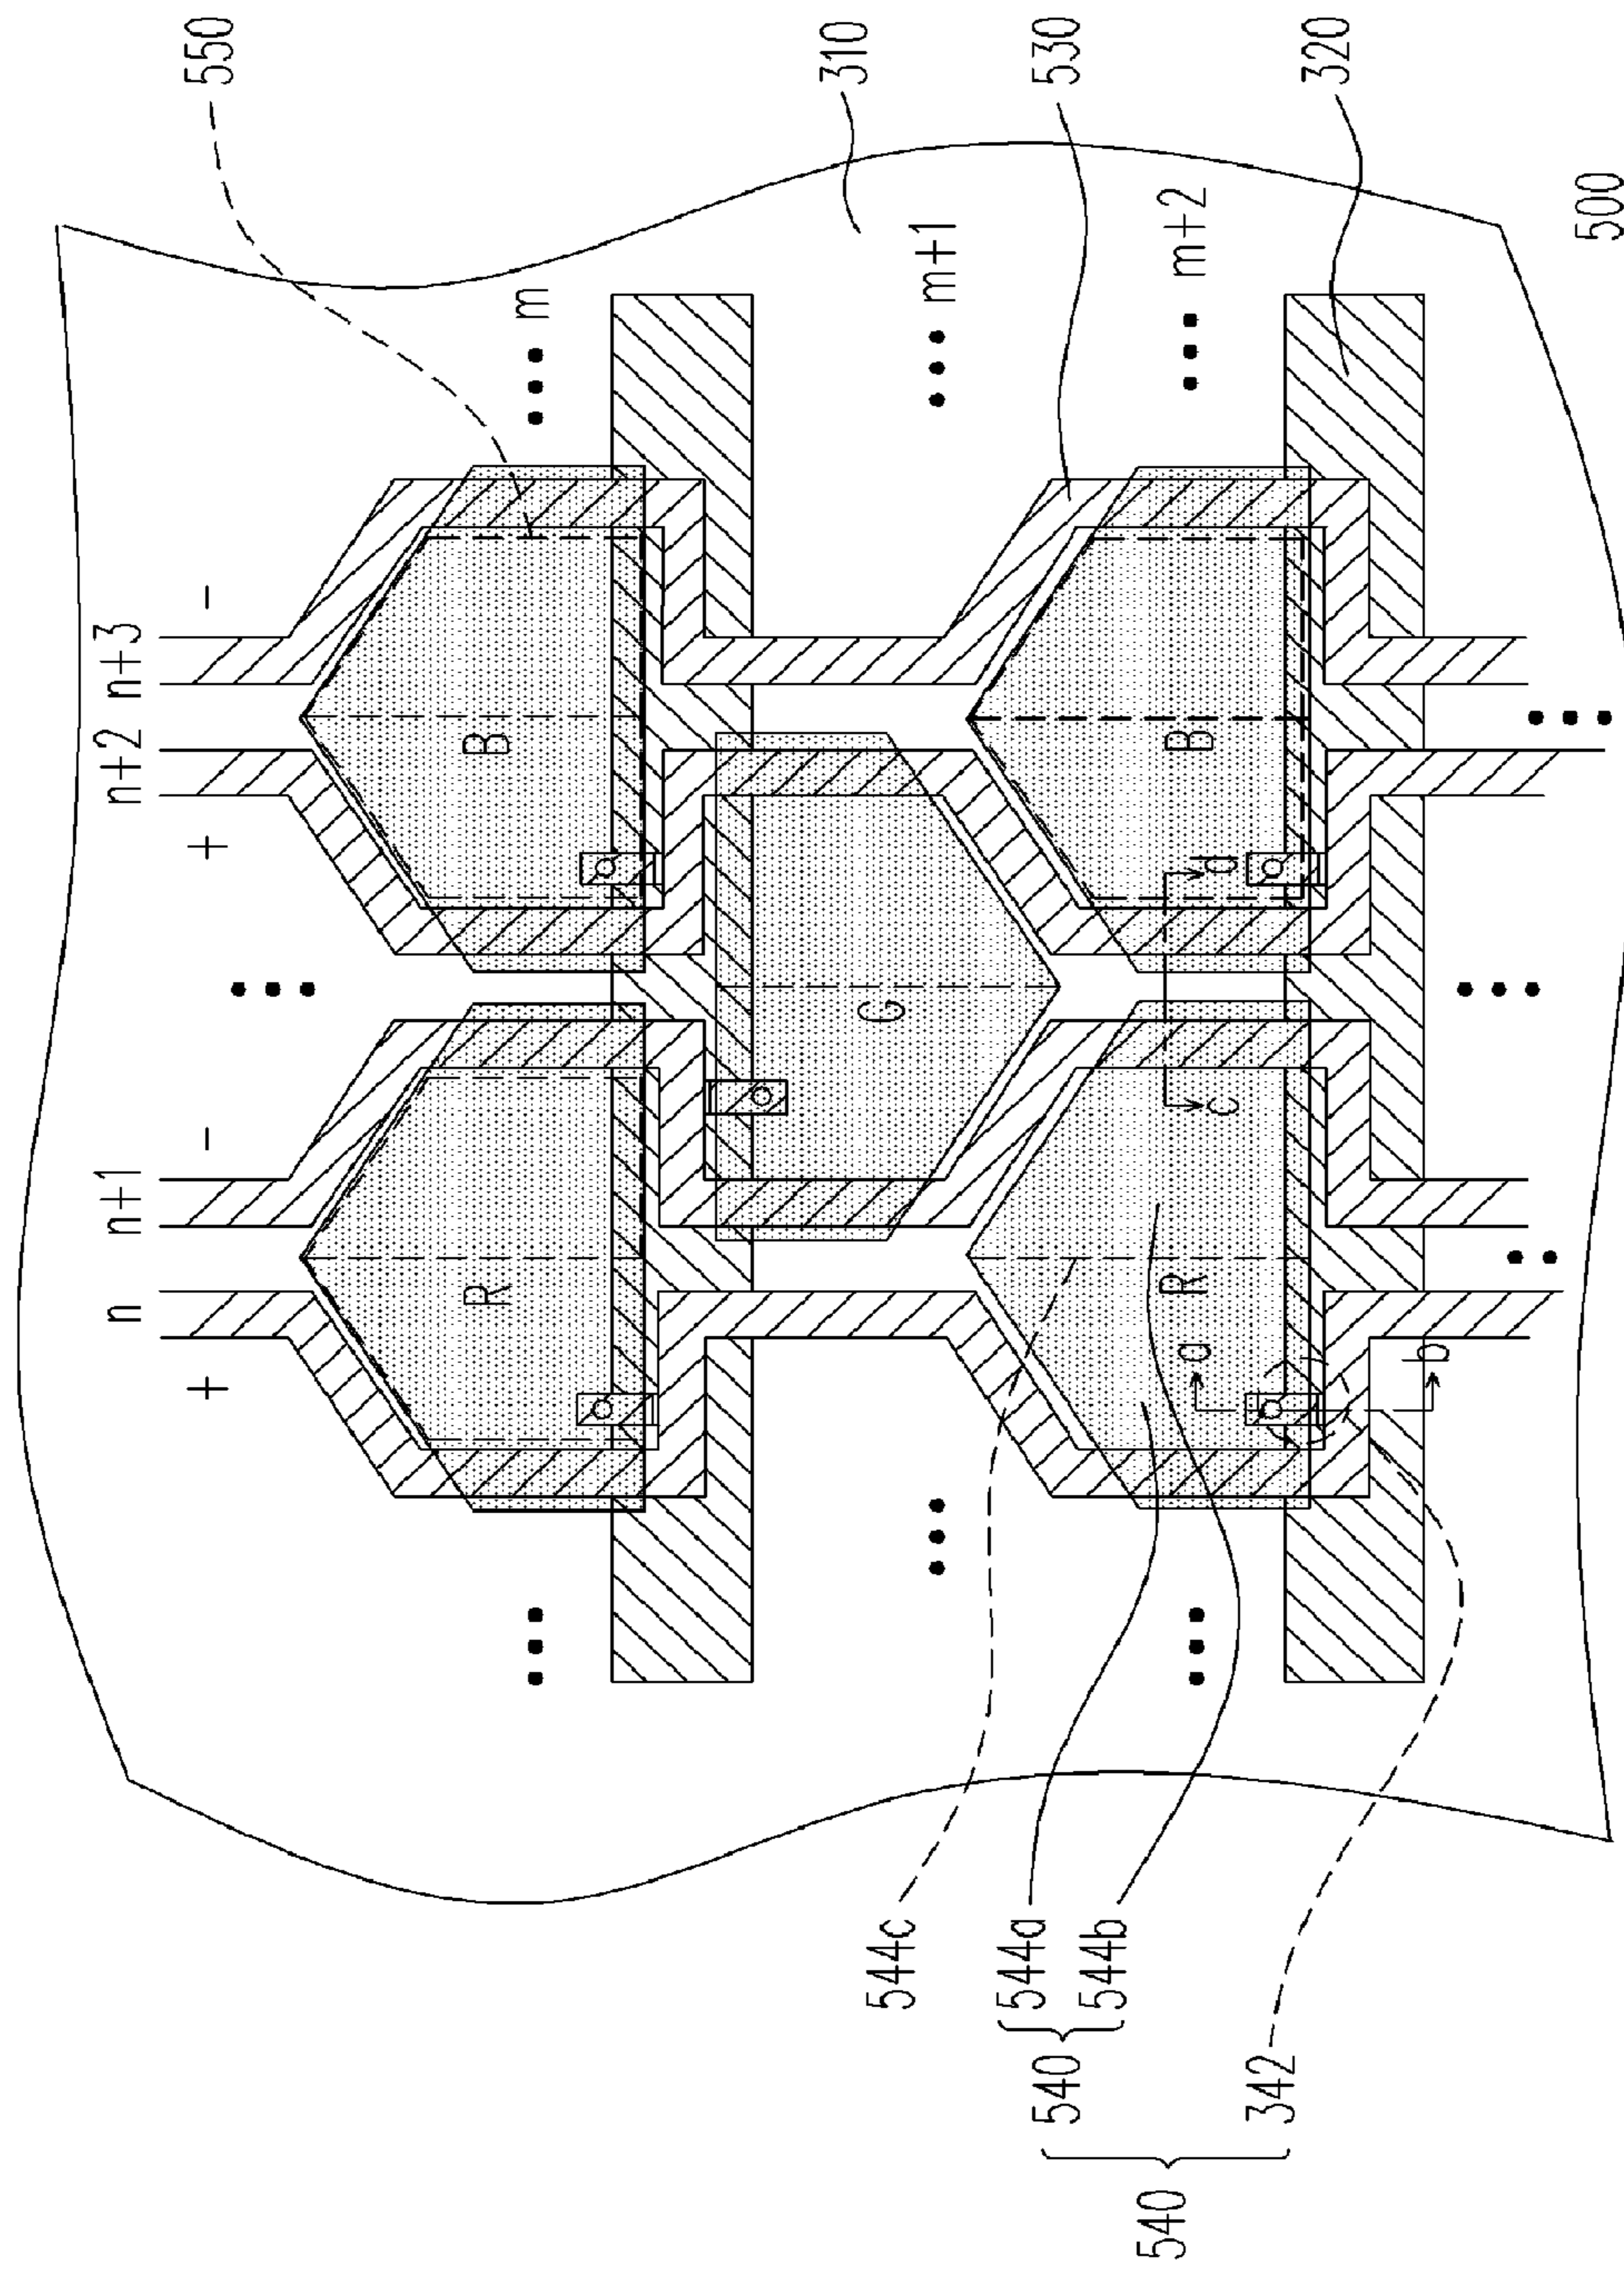 n n+1 n+2 n+3
+ − + − 550
R B
m
310
544c G
m+1
544a
540 530
544b
540 R B m+2
a c d
342
320
b
500